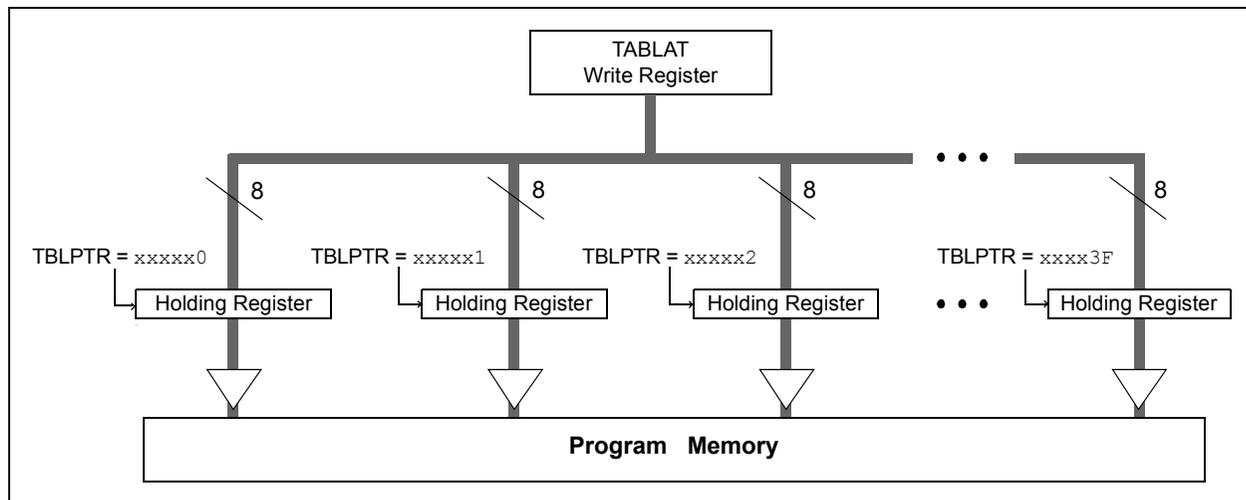 TABLAT
Write Register
8
8
8
8
TBLPTR = xxxxx0
TBLPTR = xxxxx1
TBLPTR = xxxxx2
TBLPTR = xxxx3F
Holding Register
Holding Register
Holding Register
Holding Register
Program Memory